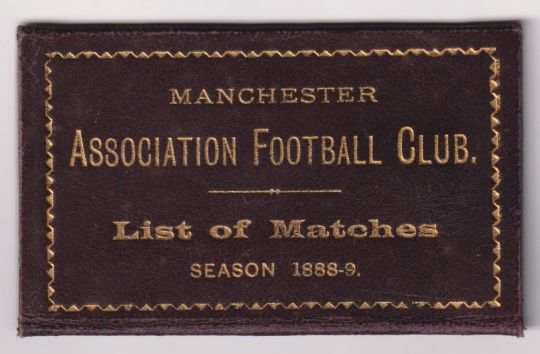 MANCHESTER
ASSOCIATION FOOTBALL CLUB.
List of Matches
SEASON 1888-9.